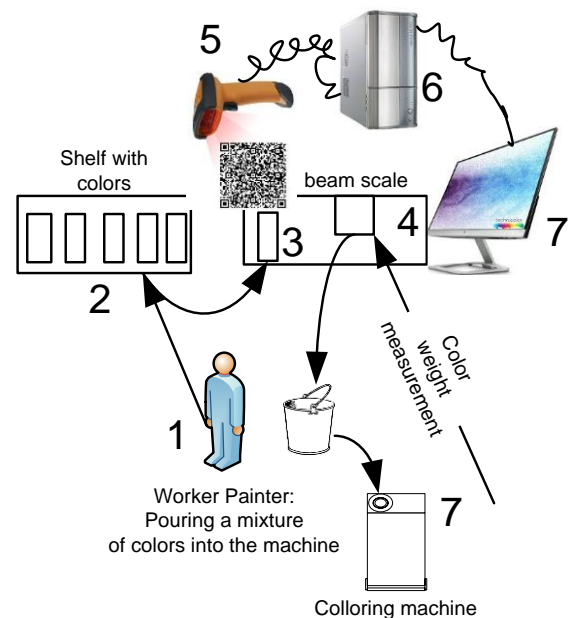 5
6
Shelf with
colors
beam scale
3
4
7
2
Color
weight
measurement
1
Worker Painter:
Pouring a mixture
of colors into the machine
7
Colloring machine